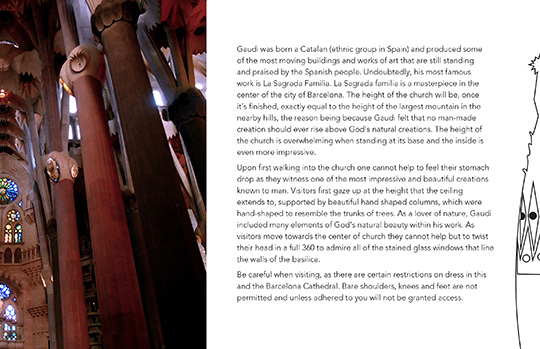 Gaudi was born a Catalan (ethnic group in Spain) and produced some
of the most moving buildings and works of art that are still standing
and praised by the Spanish people. Undoubtedly, his most famous
work is La Sagrada Familia. La Sagrada familia is a masterpiece in the
center of the city of Barcelona. The height of the church will be, once
it's finished, exactly equal to the height of the largest mountain in the
nearby hills, the reason being because Gaudi felt that no man-made
creation should ever rise above God's natural creations. The height of
the church is overwhelming when standing at its base and the inside is
even more impressive.
Upon first walking into the church one cannot help to feel their stomach
drop as they witness one of the most impressive and beautiful creations
known to man. Visitors first gaze up at the height that the ceiling
extends to, supported by beautiful hand shaped columns, which were
hand-shaped to resemble the trunks of trees. As a lover of nature, Gaudi
included many elements of God's natural beauty within his work. As
visitors move towards the center of church they cannot help but to twist
their head in a full 360 to admire all of the stained glass windows that line
the walls of the basilica.
Be careful when visiting, as there are certain restrictions on dress in this
and the Barcelona Cathedral. Bare shoulders, knees and feet are not
permitted and unless adhered to you will not be granted access.